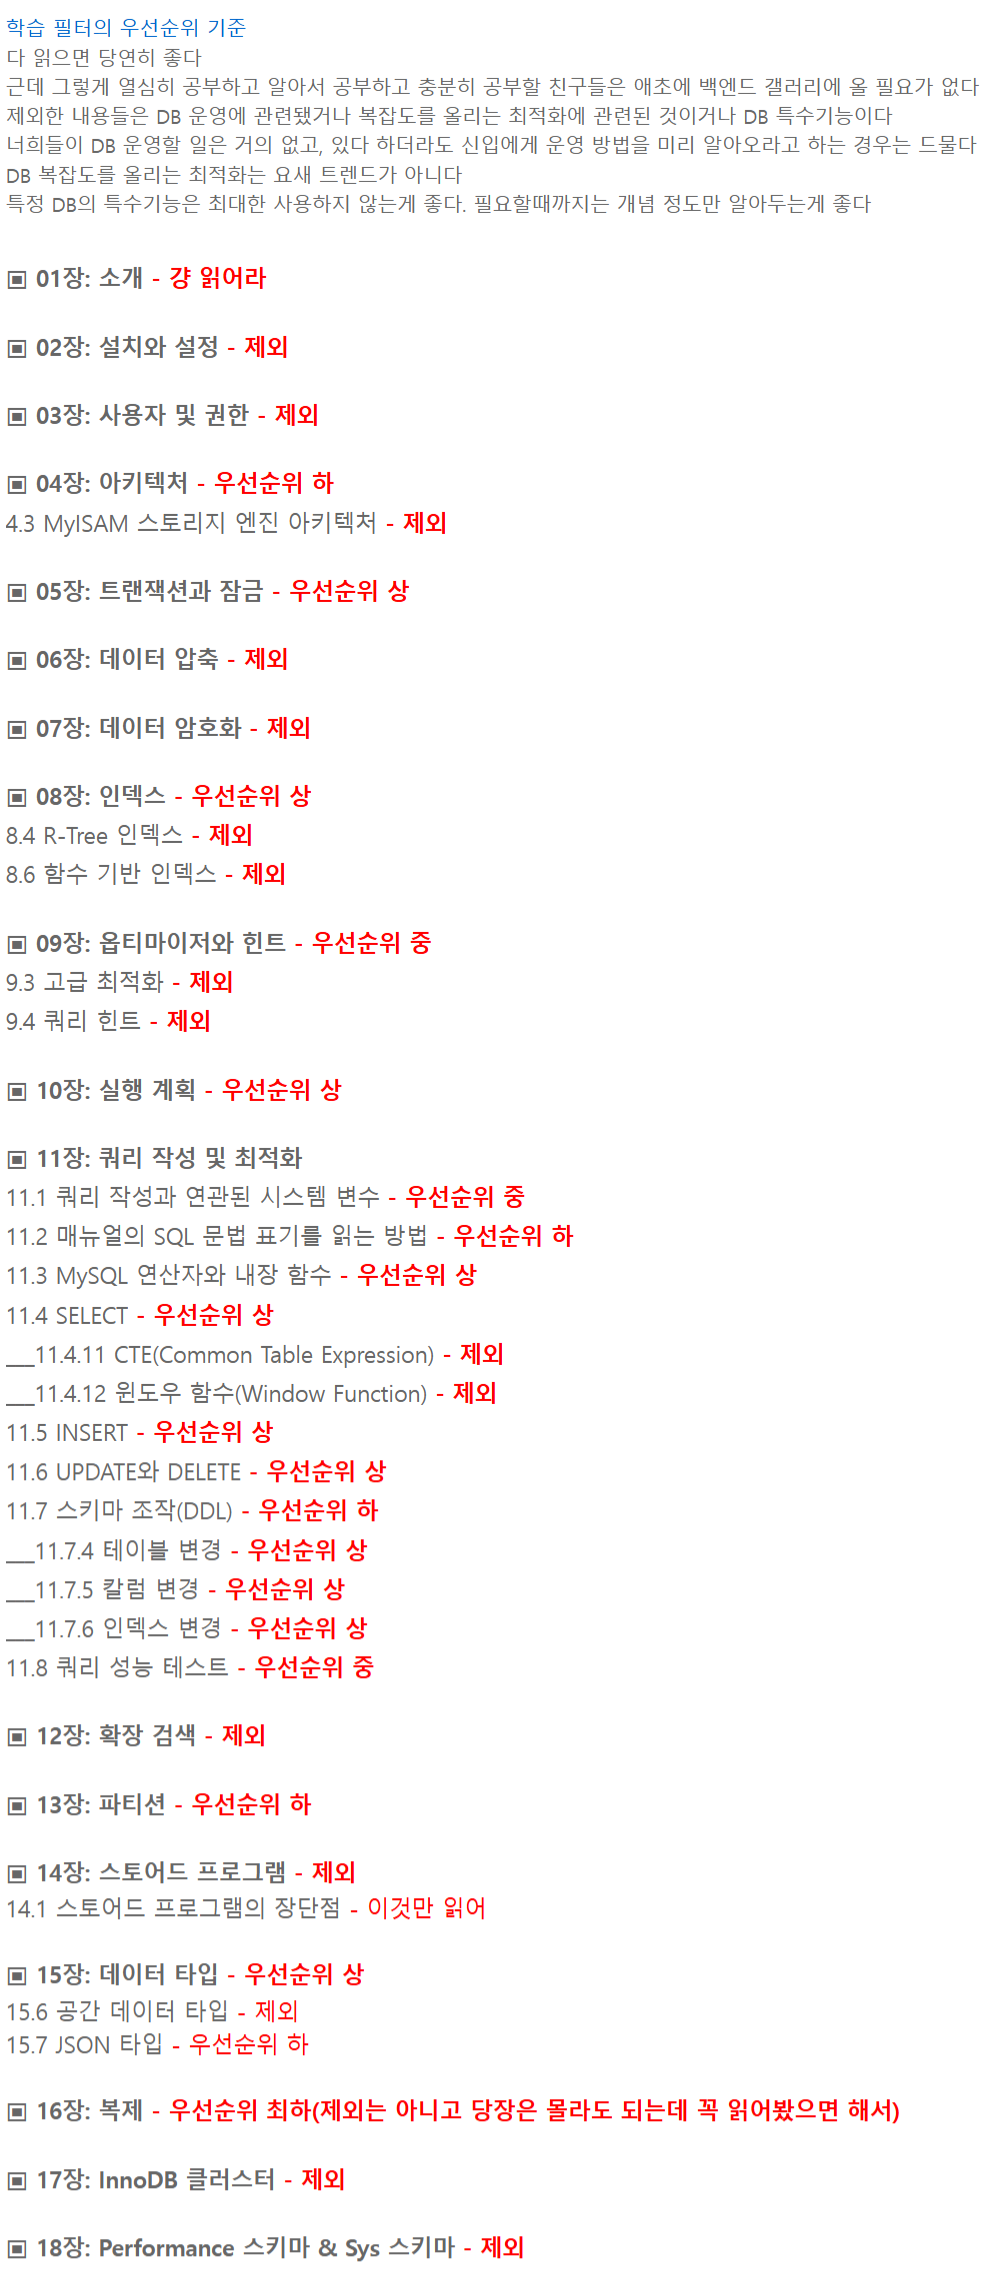 학습 필터의 우선순위 기준
다 읽으면 당연히 좋다
근데 그렇게 열심히 공부하고 알아서 공부하고 충분히 공부할 친구들은 애초에 백엔드 갤러리에 올 필요가 없다
제외한 내용들은 DB 운영에 관련됐거나 복잡도를 올리는 최적화에 관련된 것이거나 DB 특수기능이다
너희들이 DB 운영할 일은 거의 없고, 있다 하더라도 신입에게 운영 방법을 미리 알아오라고 하는 경우는 드물다
DB 복잡도를 올리는 최적화는 요새 트렌드가 아니다
특정 DB의 특수기능은 최대한 사용하지 않는게 좋다. 필요할때까지는 개념 정도만 알아두는게 좋다
▣ 01장: 소개 - 걍 읽어라
▣ 02장: 설치와 설정 - 제외
▣ 03장: 사용자 및 권한 - 제외
▣ 04장: 아키텍처 - 우선순위 하
4.3 MyISAM 스토리지 엔진 아키텍처 - 제외
▣ 05장: 트랜잭션과 잠금 - 우선순위 상
▣ 06장: 데이터 압축 - 제외
▣ 07장: 데이터 암호화 - 제외
▣ 08장: 인덱스 - 우선순위 상
8.4 R-Tree 인덱스 - 제외
8.6 함수 기반 인덱스 - 제외
▣ 09장: 옵티마이저와 힌트 - 우선순위 중
9.3 고급 최적화 - 제외
9.4 쿼리 힌트 - 제외
▣ 10장: 실행 계획 - 우선순위 상
▣ 11장: 쿼리 작성 및 최적화
11.1 쿼리 작성과 연관된 시스템 변수 - 우선순위 중
11.2 매뉴얼의 SQL 문법 표기를 읽는 방법 - 우선순위 하
11.3 MySQL 연산자와 내장 함수 - 우선순위 상
11.4 SELECT - 우선순위 상
___11.4.11 CTE(Common Table Expression) - 제외
___11.4.12 윈도우 함수(Window Function) - 제외
11.5 INSERT - 우선순위 상
11.6 UPDATE와 DELETE - 우선순위 상
11.7 스키마 조작(DDL) - 우선순위 하
___11.7.4 테이블 변경 - 우선순위 상
___11.7.5 칼럼 변경 - 우선순위 상
___11.7.6 인덱스 변경 - 우선순위 상
11.8 쿼리 성능 테스트 - 우선순위 중
▣ 12장: 확장 검색 - 제외
▣ 13장: 파티션 - 우선순위 하
▣ 14장: 스토어드 프로그램 - 제외
14.1 스토어드 프로그램의 장단점 - 이것만 읽어
▣ 15장: 데이터 타입 - 우선순위 상
15.6 공간 데이터 타입 - 제외
15.7 JSON 타입 - 우선순위 하
▣ 16장: 복제 - 우선순위 최하(제외는 아니고 당장은 몰라도 되는데 꼭 읽어봤으면 해서)
▣ 17장: InnoDB 클러스터 - 제외
▣ 18장: Performance 스키마 & Sys 스키마 - 제외